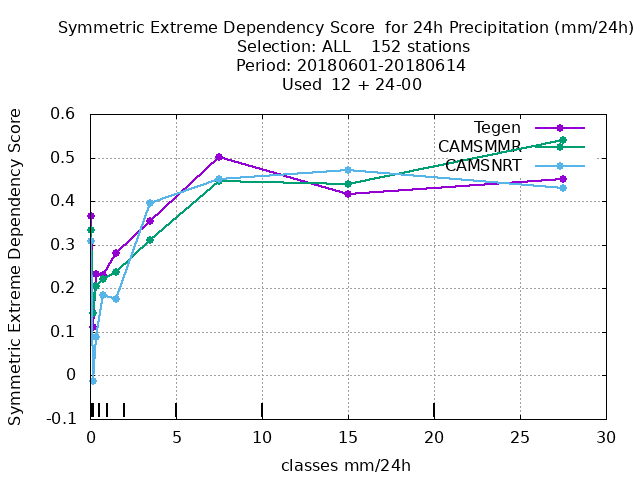 Symmetric Extreme Dependency Score  for 24h Precipitation (mm/24h)
Selection: ALL    152 stations
Period: 20180601-20180614
Used  12 + 24-00
Symmetric Extreme Dependency Score
0.6
0.5
0.4
0.3
0.2
0.1
0
-0.1
Tegen
CAMSMMR
CAMSNRT
0 5 10 15 20 25 30
classes mm/24h